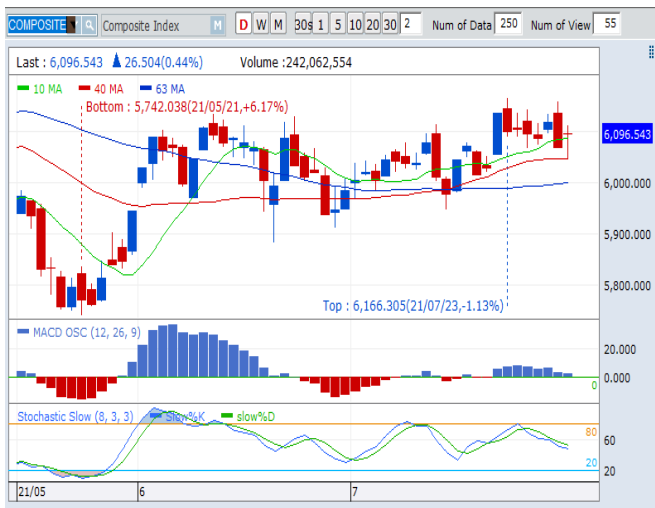 COMPOSITE Composite Index M D W M 30s 1 5 10 20 30 2 Num of Data 250 Num of View 55
Last : 6,096.543 ▲ 26.504(0.44%) Volume :242,062,554
10 MA 40 MA 63 MA
Bottom : 5,742.038(21/05/21,+6.17%)
6,096.543
6,000.000
5,900.000
5,800.000
Top : 6,166.305(21/07/23,-1.13%)
MACD OSC (12, 26, 9)
20.000
0.000
0
Stochastic Slow (8, 3, 3) Slow%K slow%D
80
60
20
20
21/05 6 7